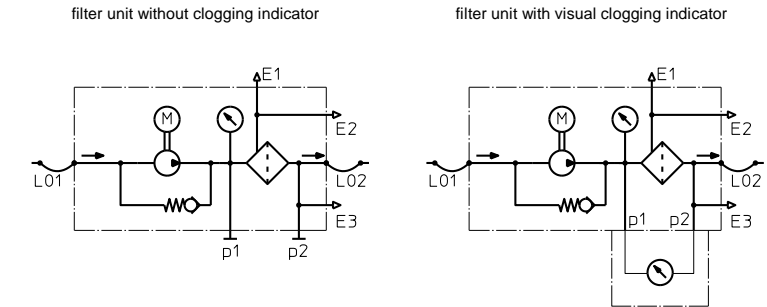 filter unit without clogging indicator
E1
M
E2
L01
L02
E3
p1
p2
filter unit with visual clogging indicator
E1
M
E2
L01
L02
p1
p2
E3